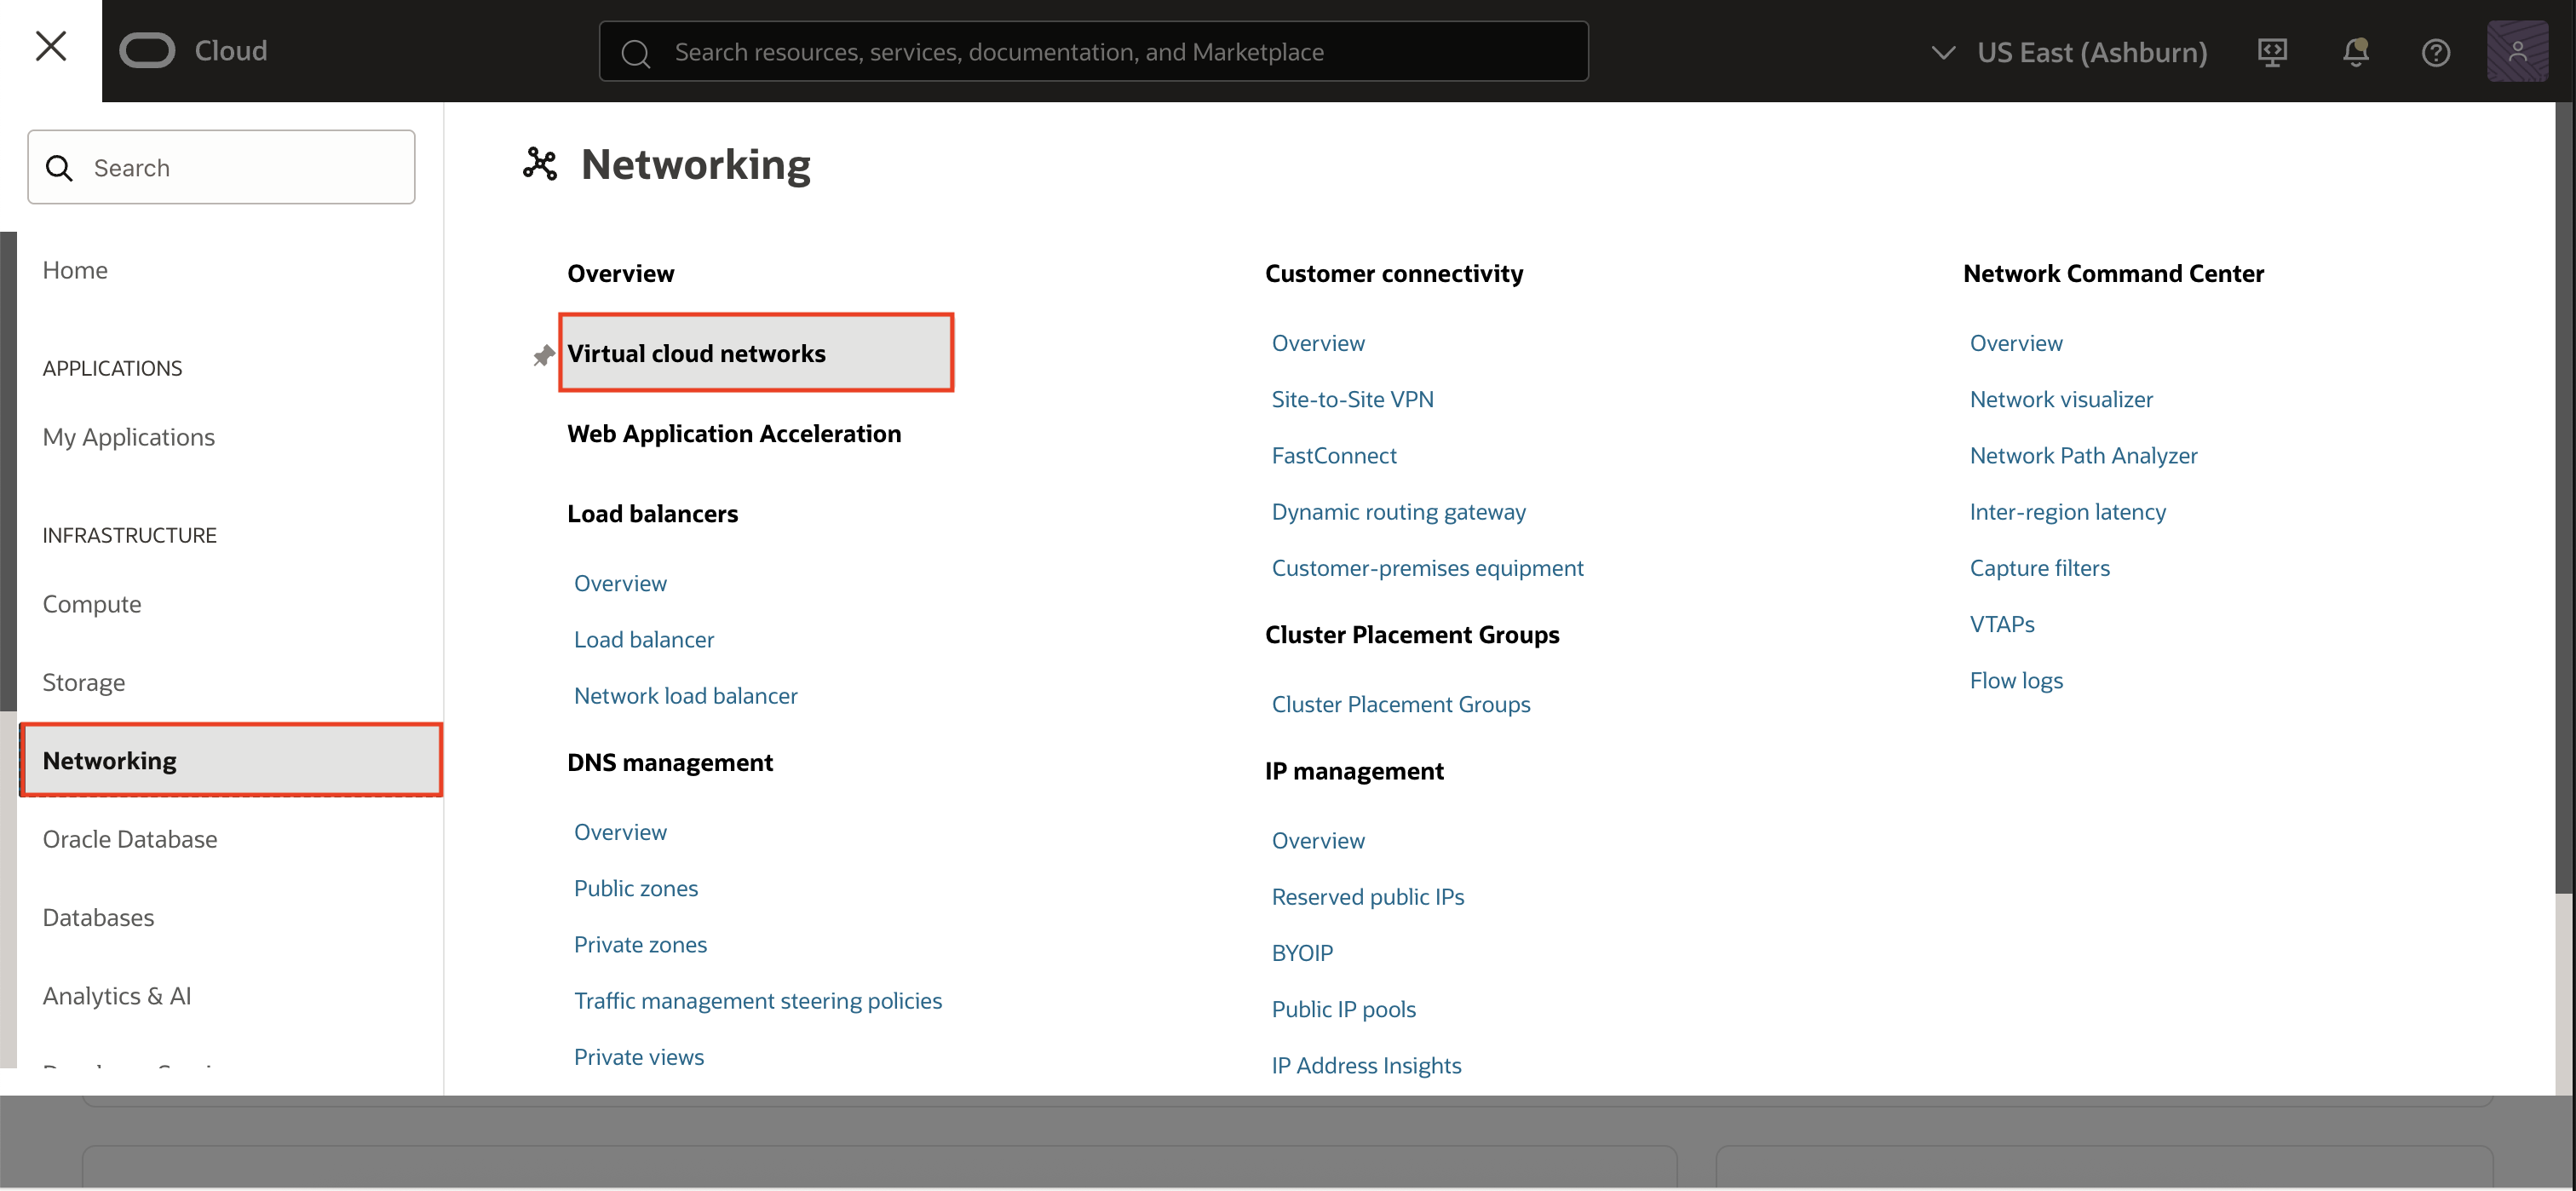 Cloud
Search resources, services, documentation, and Marketplace
US East (Ashburn)
Search
Home
APPLICATIONS
My Applications
INFRASTRUCTURE
Compute
Storage
Networking
Oracle Database
Databases
Analytics & AI
Networking
Overview
Virtual cloud networks
Web Application Acceleration
Load balancers
Overview
Load balancer
Network load balancer
DNS management
Overview
Public zones
Private zones
Traffic management steering policies
Private views
Customer connectivity
Overview
Site-to-Site VPN
FastConnect
Dynamic routing gateway
Customer-premises equipment
Cluster Placement Groups
Cluster Placement Groups
IP management
Overview
Reserved public IPs
BYOIP
Public IP pools
IP Address Insights
Network Command Center
Overview
Network visualizer
Network Path Analyzer
Inter-region latency
Capture filters
VTAPs
Flow logs